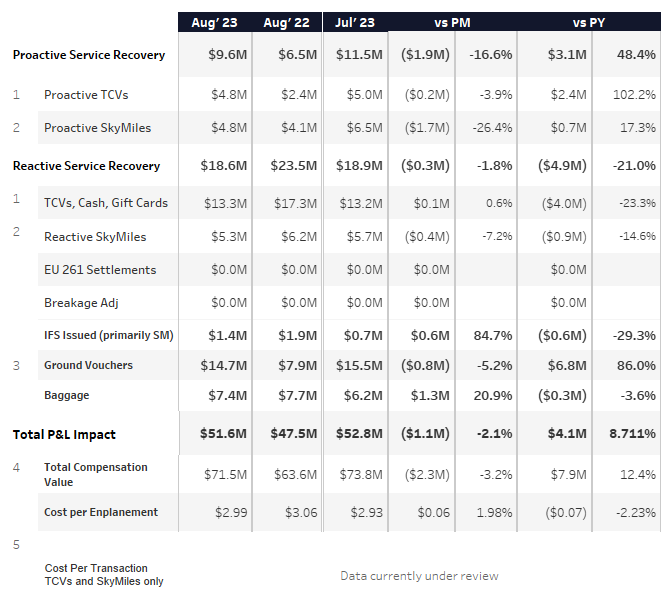 Aug' 23 Aug' 22 Jul' 23 vs PM vs PY
Proactive Service Recovery $9.6M $6.5M $11.5M ($1.9M) -16.6% $3.1M 48.4%
1 Proactive TCVs $4.8M $2.4M $5.0M ($0.2M) -3.9% $2.4M 102.2%
2 Proactive SkyMiles $4.8M $4.1M $6.5M ($1.7M) -26.4% $0.7M 17.3%
Reactive Service Recovery $18.6M $23.5M $18.9M ($0.3M) -1.8% ($4.9M) -21.0%
1 TCVs, Cash, Gift Cards $13.3M $17.3M $13.2M $0.1M 0.6% ($4.0M) -23.3%
2 Reactive SkyMiles $5.3M $6.2M $5.7M ($0.4M) -7.2% ($0.9M) -14.6%
EU 261 Settlements $0.0M $0.0M $0.0M $0.0M $0.0M
Breakage Adj $0.0M $0.0M $0.0M $0.0M $0.0M
IFS Issued (primarily SM) $1.4M $1.9M $0.7M $0.6M 84.7% ($0.6M) -29.3%
3 Ground Vouchers $14.7M $7.9M $15.5M ($0.8M) -5.2% $6.8M 86.0%
Baggage $7.4M $7.7M $6.2M $1.3M 20.9% ($0.3M) -3.6%
Total P&L Impact $51.6M $47.5M $52.8M ($1.1M) -2.1% $4.1M 8.711%
4 Total Compensation
Value $71.5M $63.6M $73.8M ($2.3M) -3.2% $7.9M 12.4%
Cost per Enplanement $2.99 $3.06 $2.93 $0.06 1.98% ($0.07) -2.23%
5
Cost Per Transaction
TCVs and SkyMiles only Data currently under review